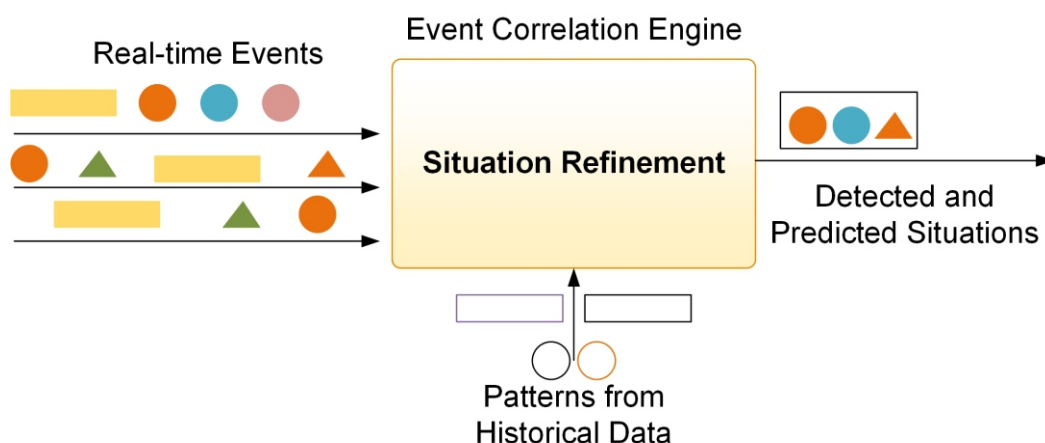 Event Correlation Engine
Real-time Events
Situation Refinement
Detected and
Predicted Situations
Patterns from
Historical Data